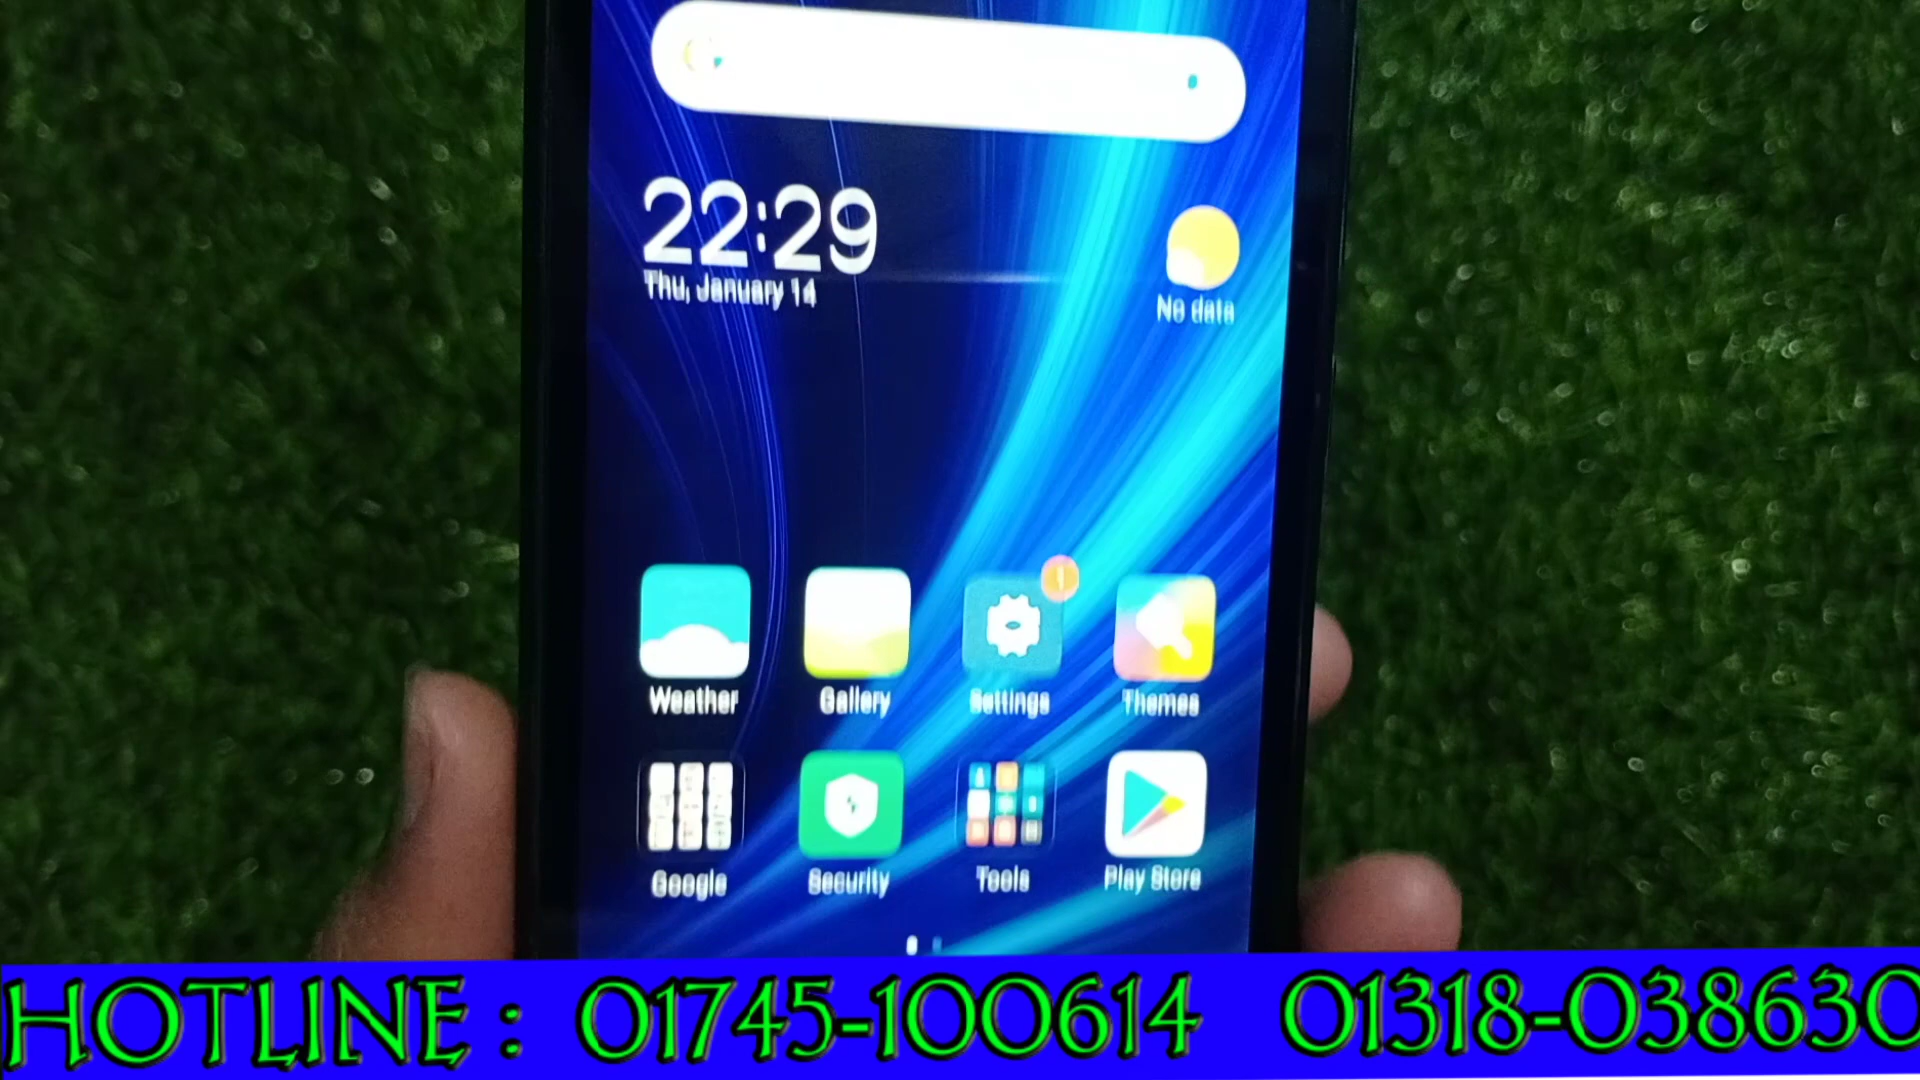 22:29
Thu, January 14
No data
Weather Gallery Settings Themes
Google Security Tools Play Store
HOTLINE : 01745-100614 01318-038630